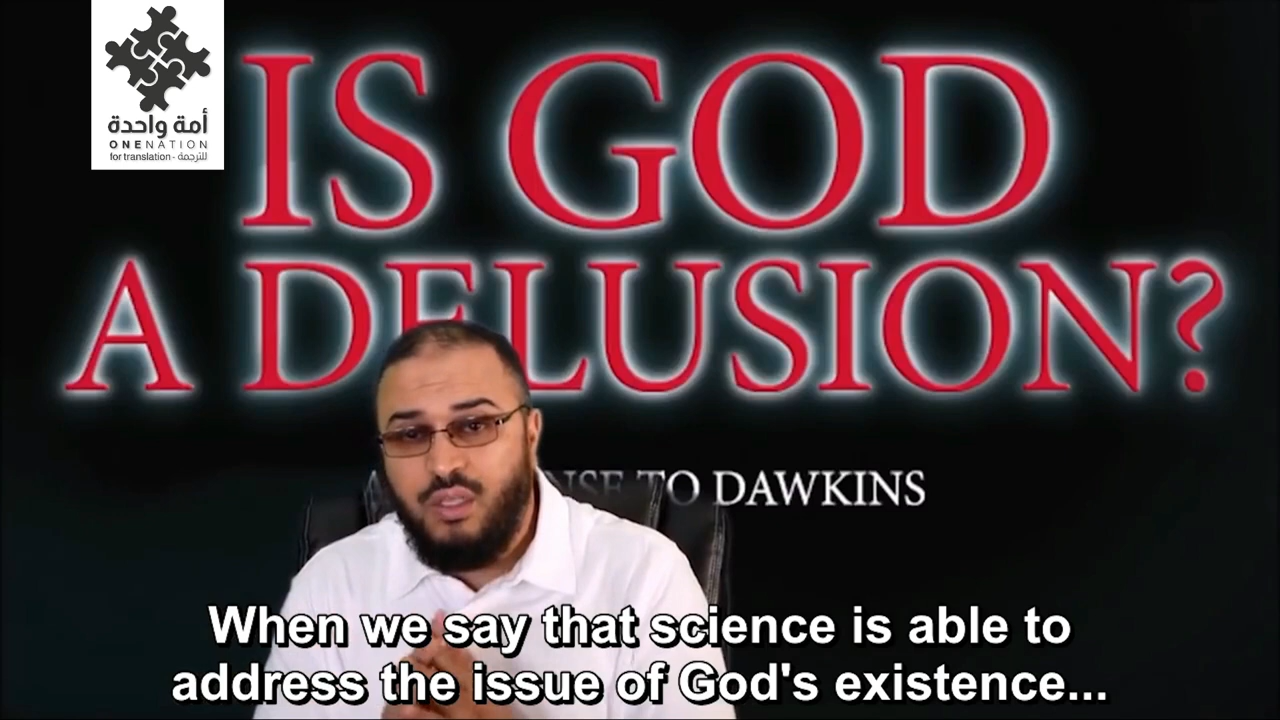 أمة واحدة
ONENATION
for translation - للترجمة
IS GOD
A DELUSION?
TO DAWKINS
When we say that science is able to
address the issue of God's existence...